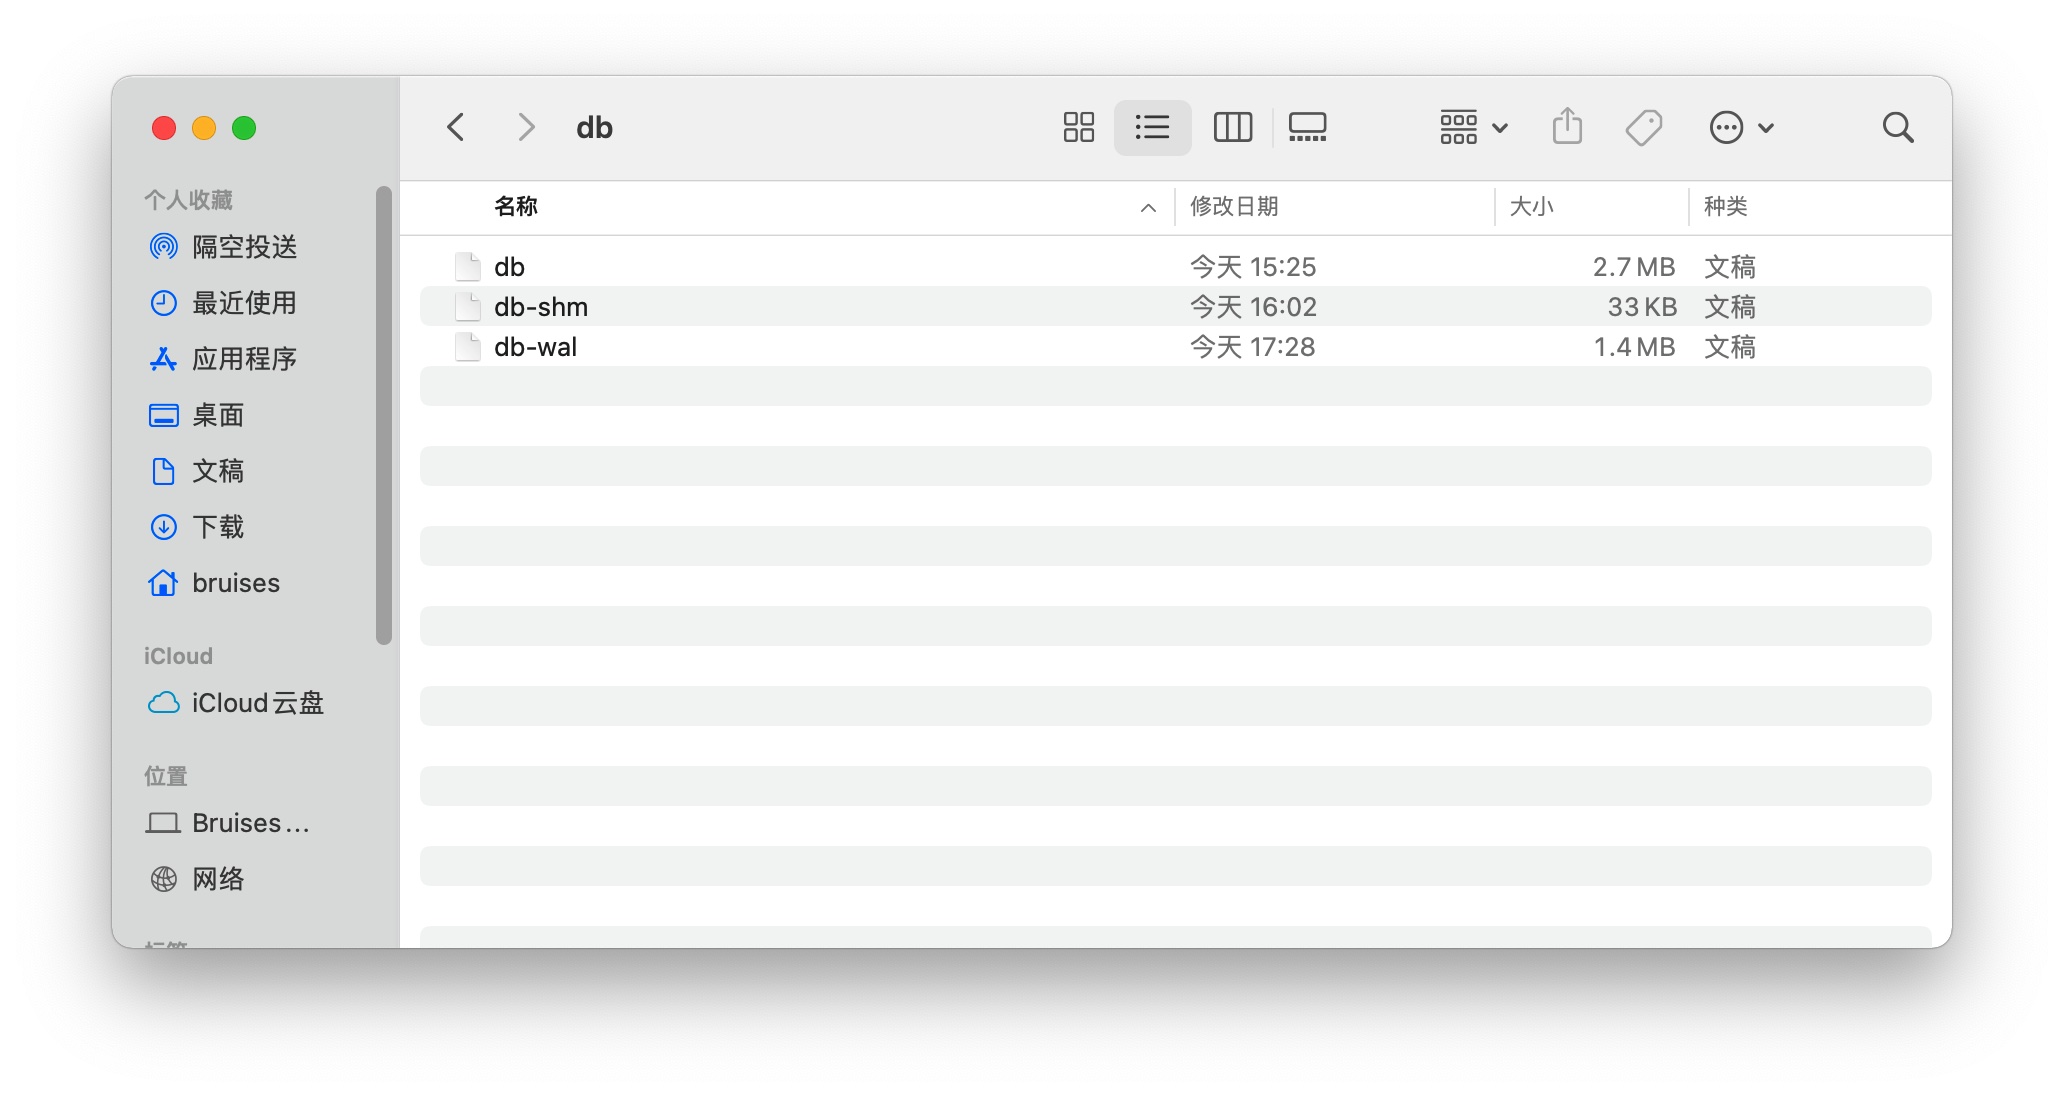 db
个人收藏
隔空投送
最近使用
应用程序
桌面
文稿
下载
bruises
iCloud
iCloud云盘
位置
Bruises...
网络
名称 修改日期 大小 种类
db 今天 15:25 2.7 MB 文稿
db-shm 今天 16:02 33 KB 文稿
db-wal 今天 17:28 1.4 MB 文稿